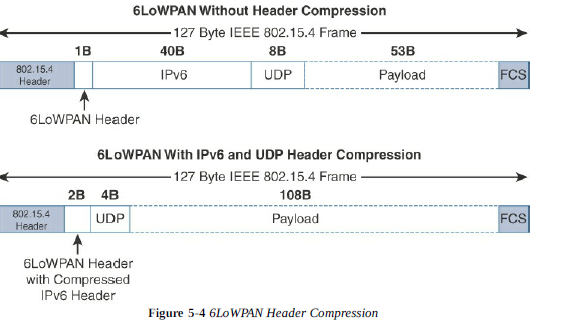 6LoWPAN Without Header Compression
127 Byte IEEE 802.15.4 Frame
1B 40B 8B 53B
802.15.4 Header IPv6 UDP Payload FCS
6LoWPAN Header
6LoWPAN With IPv6 and UDP Header Compression
127 Byte IEEE 802.15.4 Frame
2B 4B 108B
802.15.4 Header UDP Payload FCS
6LoWPAN Header
with Compressed
IPv6 Header
Figure 5-4 6LoWPAN Header Compression